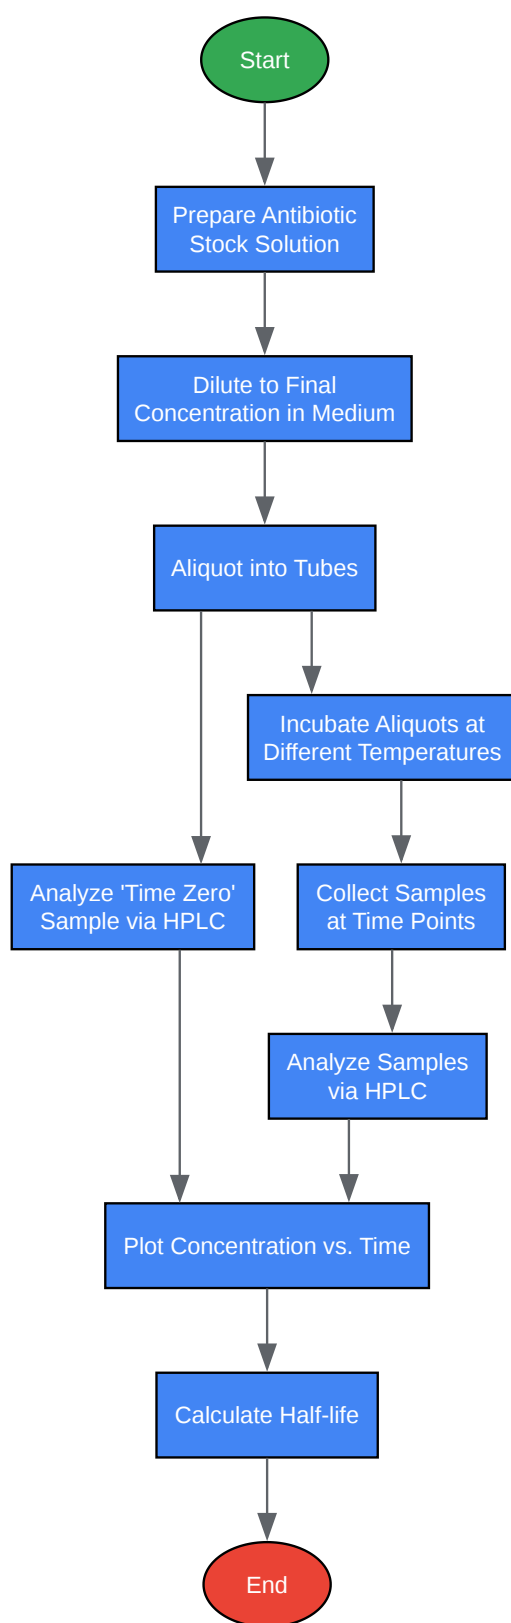 Start
Prepare Antibiotic
Stock Solution
Dilute to Final
Concentration in Medium
Aliquot into Tubes
Incubate Aliquots at
Different Temperatures
Analyze 'Time Zero'
Sample via HPLC
Collect Samples
at Time Points
Analyze Samples
via HPLC
Plot Concentration vs. Time
Calculate Half-life
End